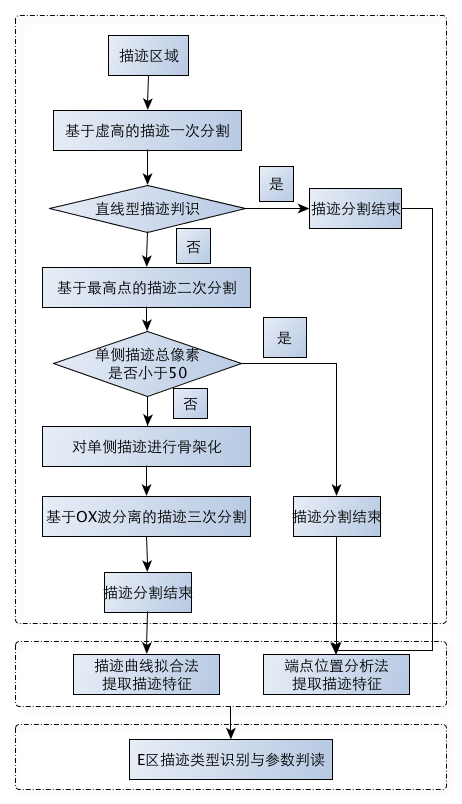 描迹区域
基于虚高的描迹一次分割
直线型描迹判识
是
描迹分割结束
否
基于最高点的描迹二次分割
单侧描迹总像素
是否小于50
是
否
对单侧描迹进行骨架化
基于OX波分离的描迹三次分割
描迹分割结束
描迹分割结束
描迹曲线拟合法
提取描迹特征
端点位置分析法
提取描迹特征
E区描迹类型识别与参数判读